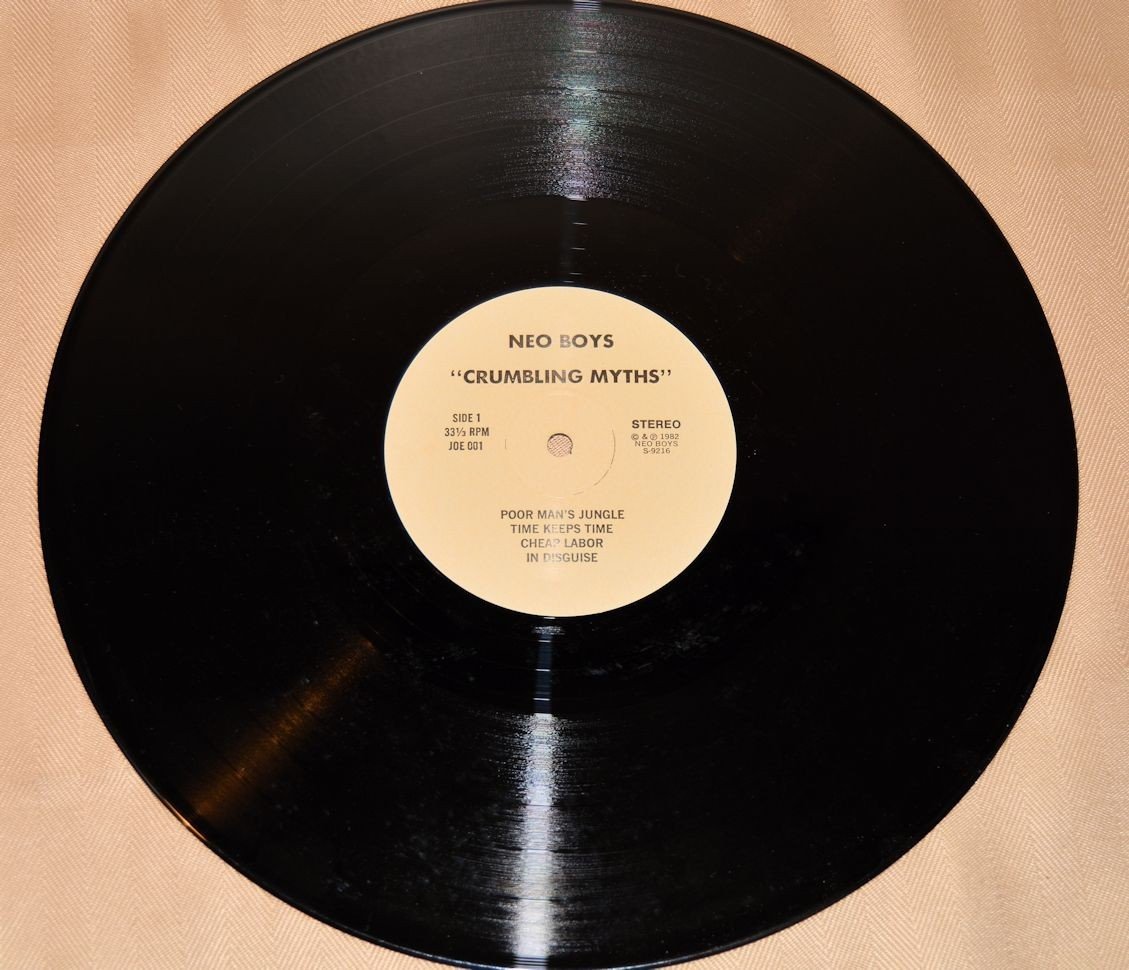 NEO BOYS
“CRUMBLING MYTHS”
SIDE 1
33⅓ RPM
JOE 001
STEREO
© & ℗ 1982
NEO BOYS
S-9216
POOR MAN'S JUNGLE
TIME KEEPS TIME
CHEAP LABOR
IN DISGUISE